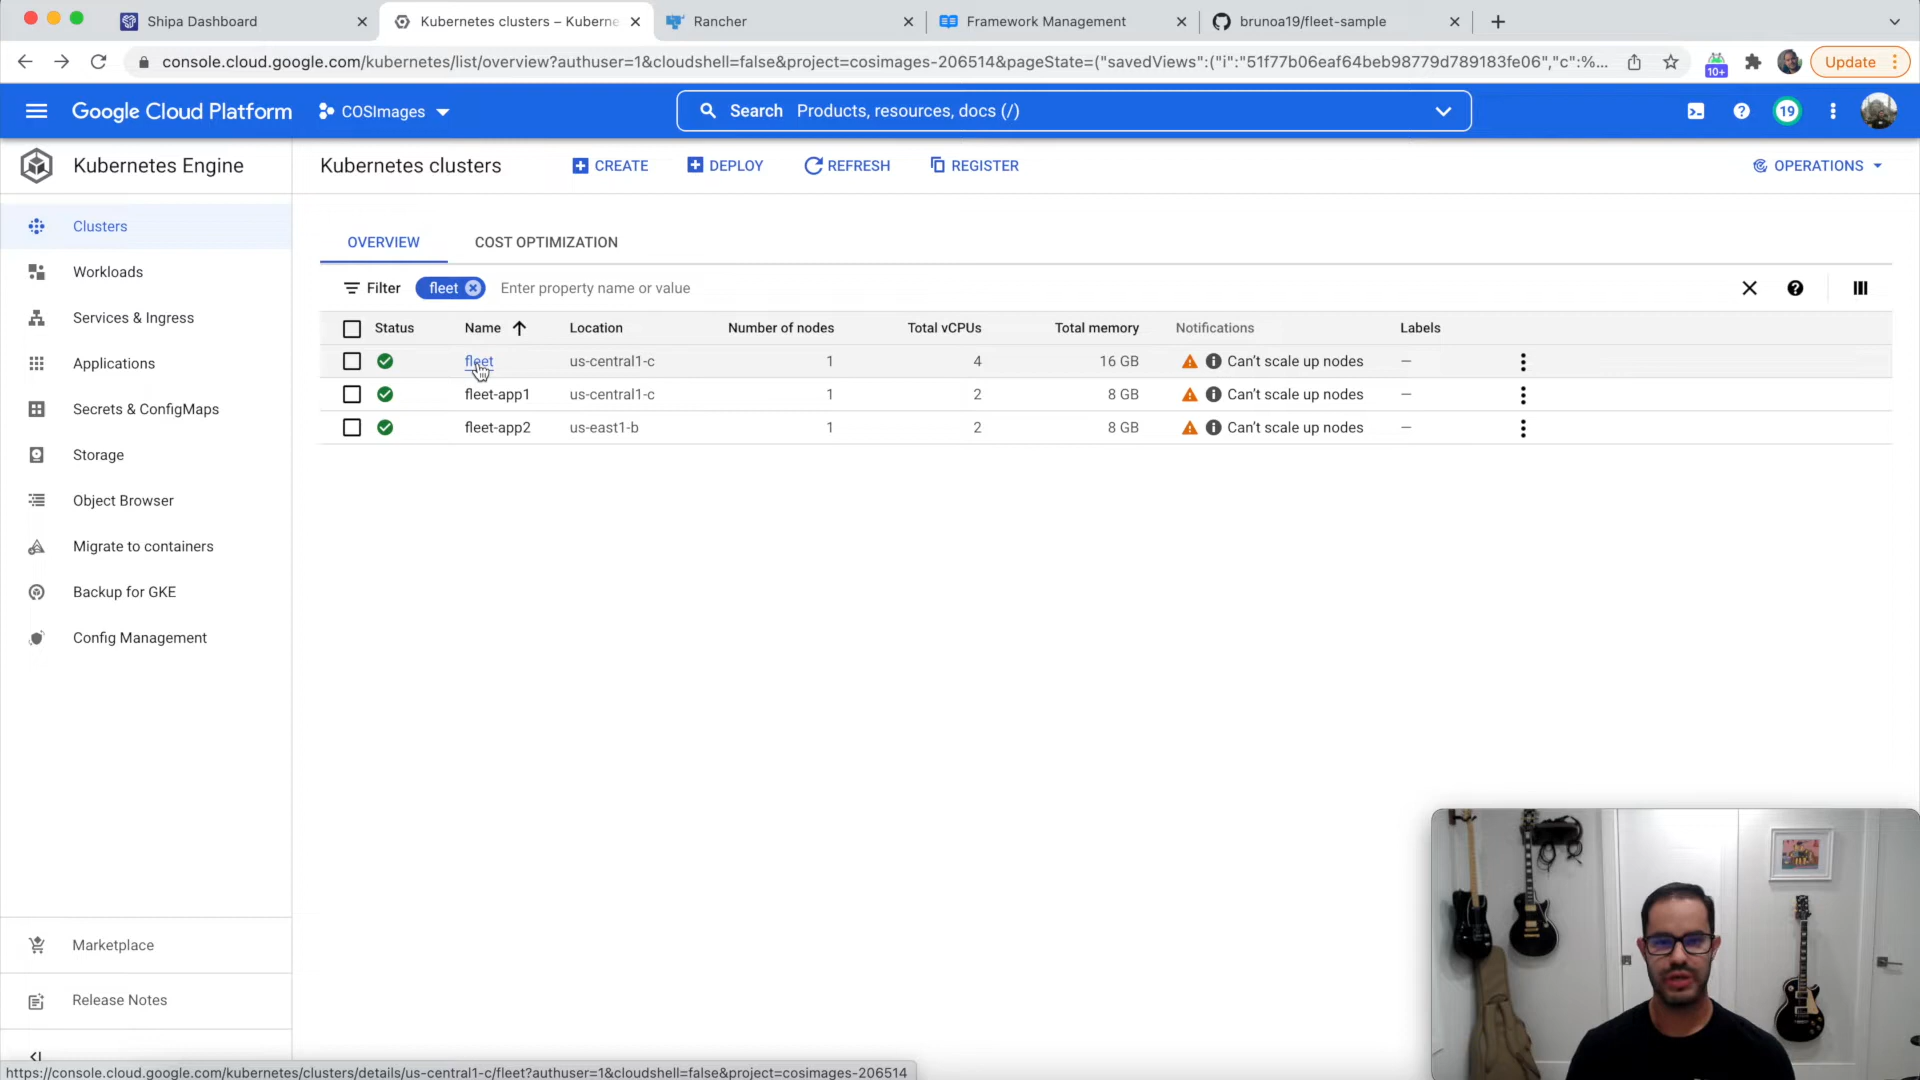 Shipa Dashboard
Kubernetes clusters – Kuberne
Rancher
Framework Management
brunoa19/fleet-sample
console.cloud.google.com/kubernetes/list/overview?authuser=1&cloudshell=false&project=cosimages-206514&pageState=("savedViews":("i":"51f77b06eaf64beb98779d789183fe06","c":%...
10+
Update
Google Cloud Platform
COSImages
Search Products, resources, docs (/)
19
Kubernetes Engine
Kubernetes clusters
CREATE
DEPLOY
REFRESH
REGISTER
OPERATIONS
Clusters
Workloads
Services & Ingress
Applications
Secrets & ConfigMaps
Storage
Object Browser
Migrate to containers
Backup for GKE
Config Management
Marketplace
Release Notes
OVERVIEW
COST OPTIMIZATION
Filter fleet Enter property name or value
Status Name Location Number of nodes Total vCPUs Total memory Notifications Labels
fleet us-central1-c 1 4 16 GB Can't scale up nodes —
fleet-app1 us-central1-c 1 2 8 GB Can't scale up nodes —
fleet-app2 us-east1-b 1 2 8 GB Can't scale up nodes —
https://console.cloud.google.com/kubernetes/clusters/details/us-central1-c/fleet?authuser=1&cloudshell=false&project=cosimages-206514